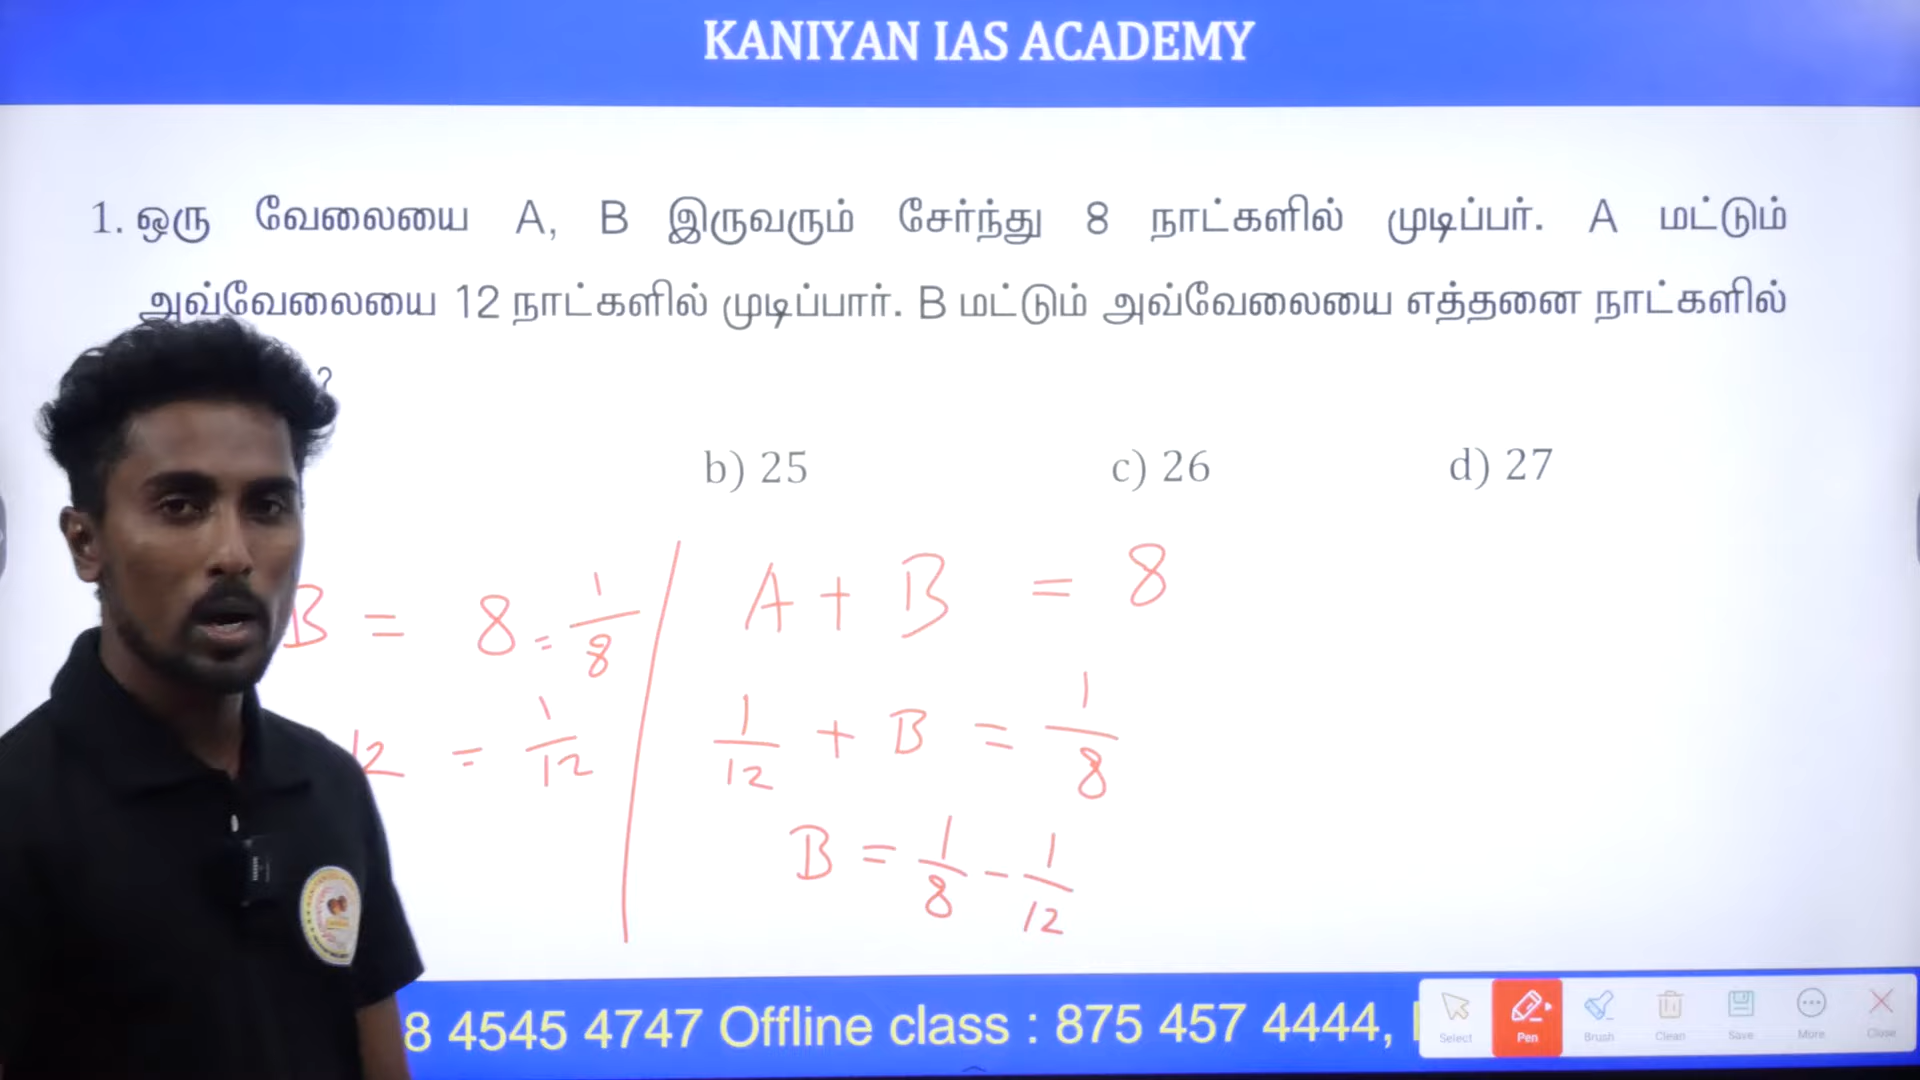 KANIYAN IAS ACADEMY
1. ஒரு வேலையை A, B இருவரும் சேர்ந்து 8 நாட்களில் முடிப்பர். A மட்டும்
அவ்வேலையை 12 நாட்களில் முடிப்பார். B மட்டும் அவ்வேலையை எத்தனை நாட்களில்
?
b) 25 c) 26 d) 27
B = 8 = 1/8
12 = 1/12
A + B = 8
1/12 + B = 1/8
B = 1/8 - 1/12
8 4545 4747 Offline class : 875 457 4444,
Select Pen Brush Clean Save More Close